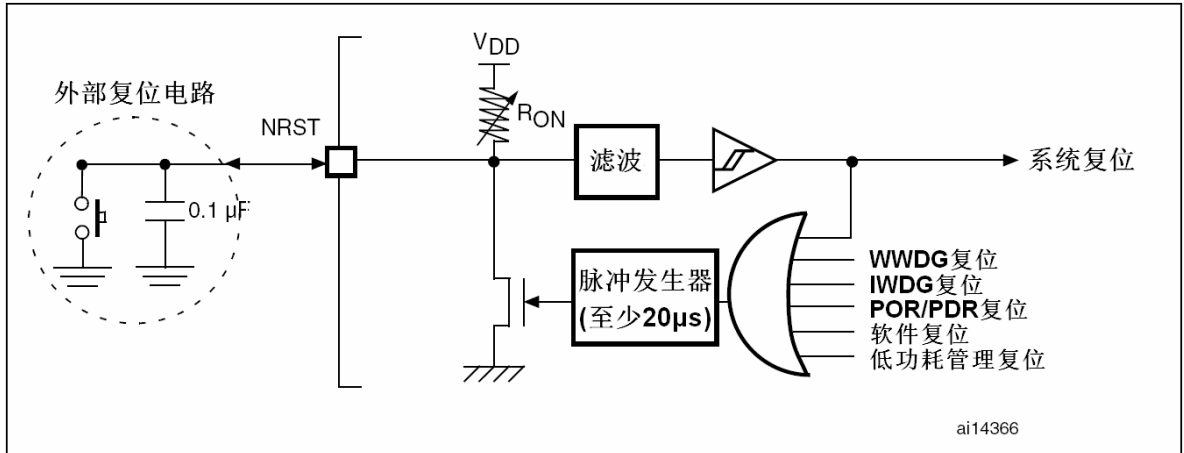 外部复位电路
NRST
0.1 µF
VDD
RON
滤波
系统复位
脉冲发生器
(至少20µs)
WWDG复位
IWDG复位
POR/PDR复位
软件复位
低功耗管理复位
ai14366